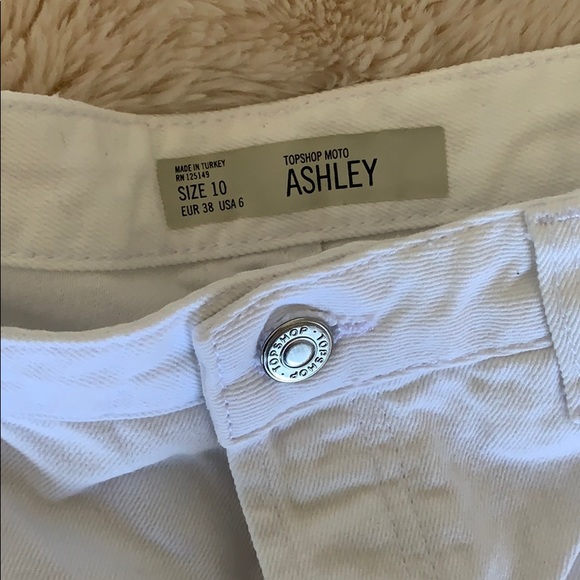 MADE IN TURKEY
RN 125149
SIZE 10
EUR 38 USA 6
TOPSHOP MOTO
ASHLEY
TOPSHOP · TOPSHOP ·